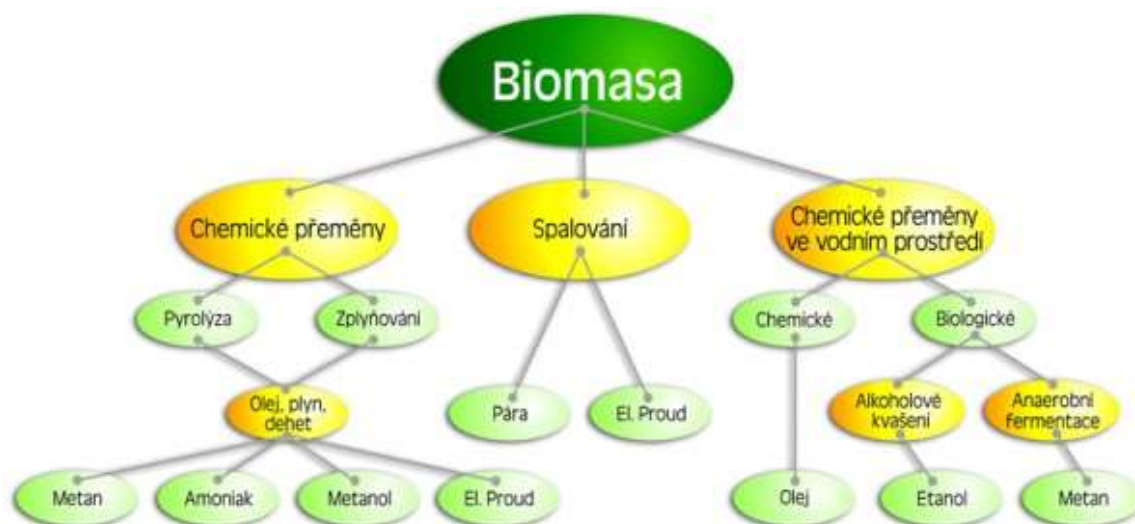 Biomasa
Chemické přeměny
Spalování
Chemické přeměny
ve vodním prostředí
Pyrolýza
Zplyňování
Chemické
Biologické
Olej, plyn,
dehet
Pára
El. Proud
Alkoholové
kvašení
Anaerobní
fermentace
Metan
Amoniak
Metanol
El. Proud
Olej
Etanol
Metan